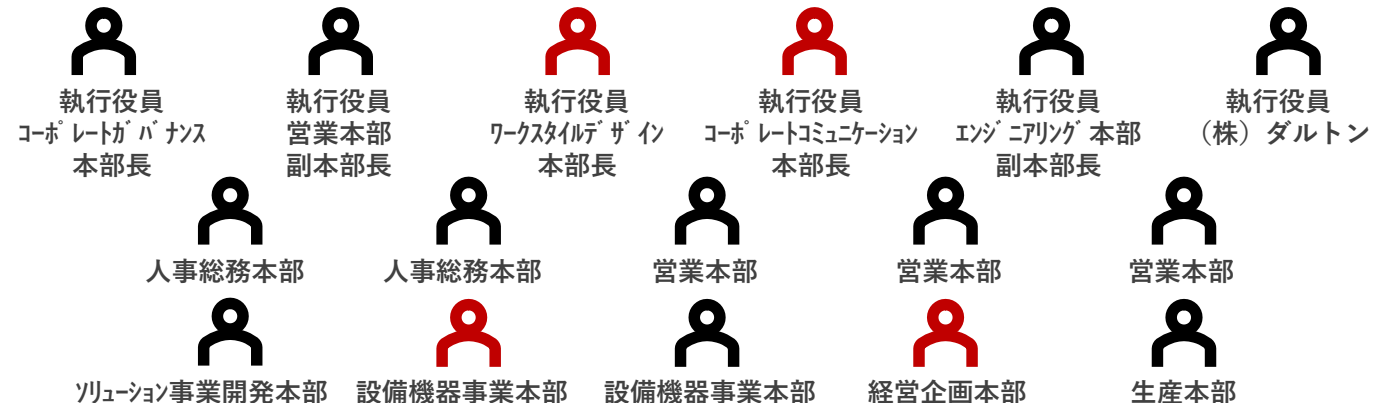 執行役員 執行役員 執行役員 執行役員 執行役員 執行役員
ｺｰﾎﾟﾚｰﾄｶﾞﾊﾞﾅﾝｽ 営業本部 ﾜｰｸｽﾀｲﾙﾃﾞｻﾞｲﾝ ｺｰﾎﾟﾚｰﾄｺﾐｭﾆｹｰｼｮﾝ ｴﾝｼﾞﾆｱﾘﾝｸﾞ本部 （株）ダルトン
本部長 副本部長 本部長 本部長 副本部長
人事総務本部 人事総務本部 営業本部 営業本部 営業本部
ｿﾘｭｰｼｮﾝ事業開発本部 設備機器事業本部 設備機器事業本部 経営企画本部 生産本部